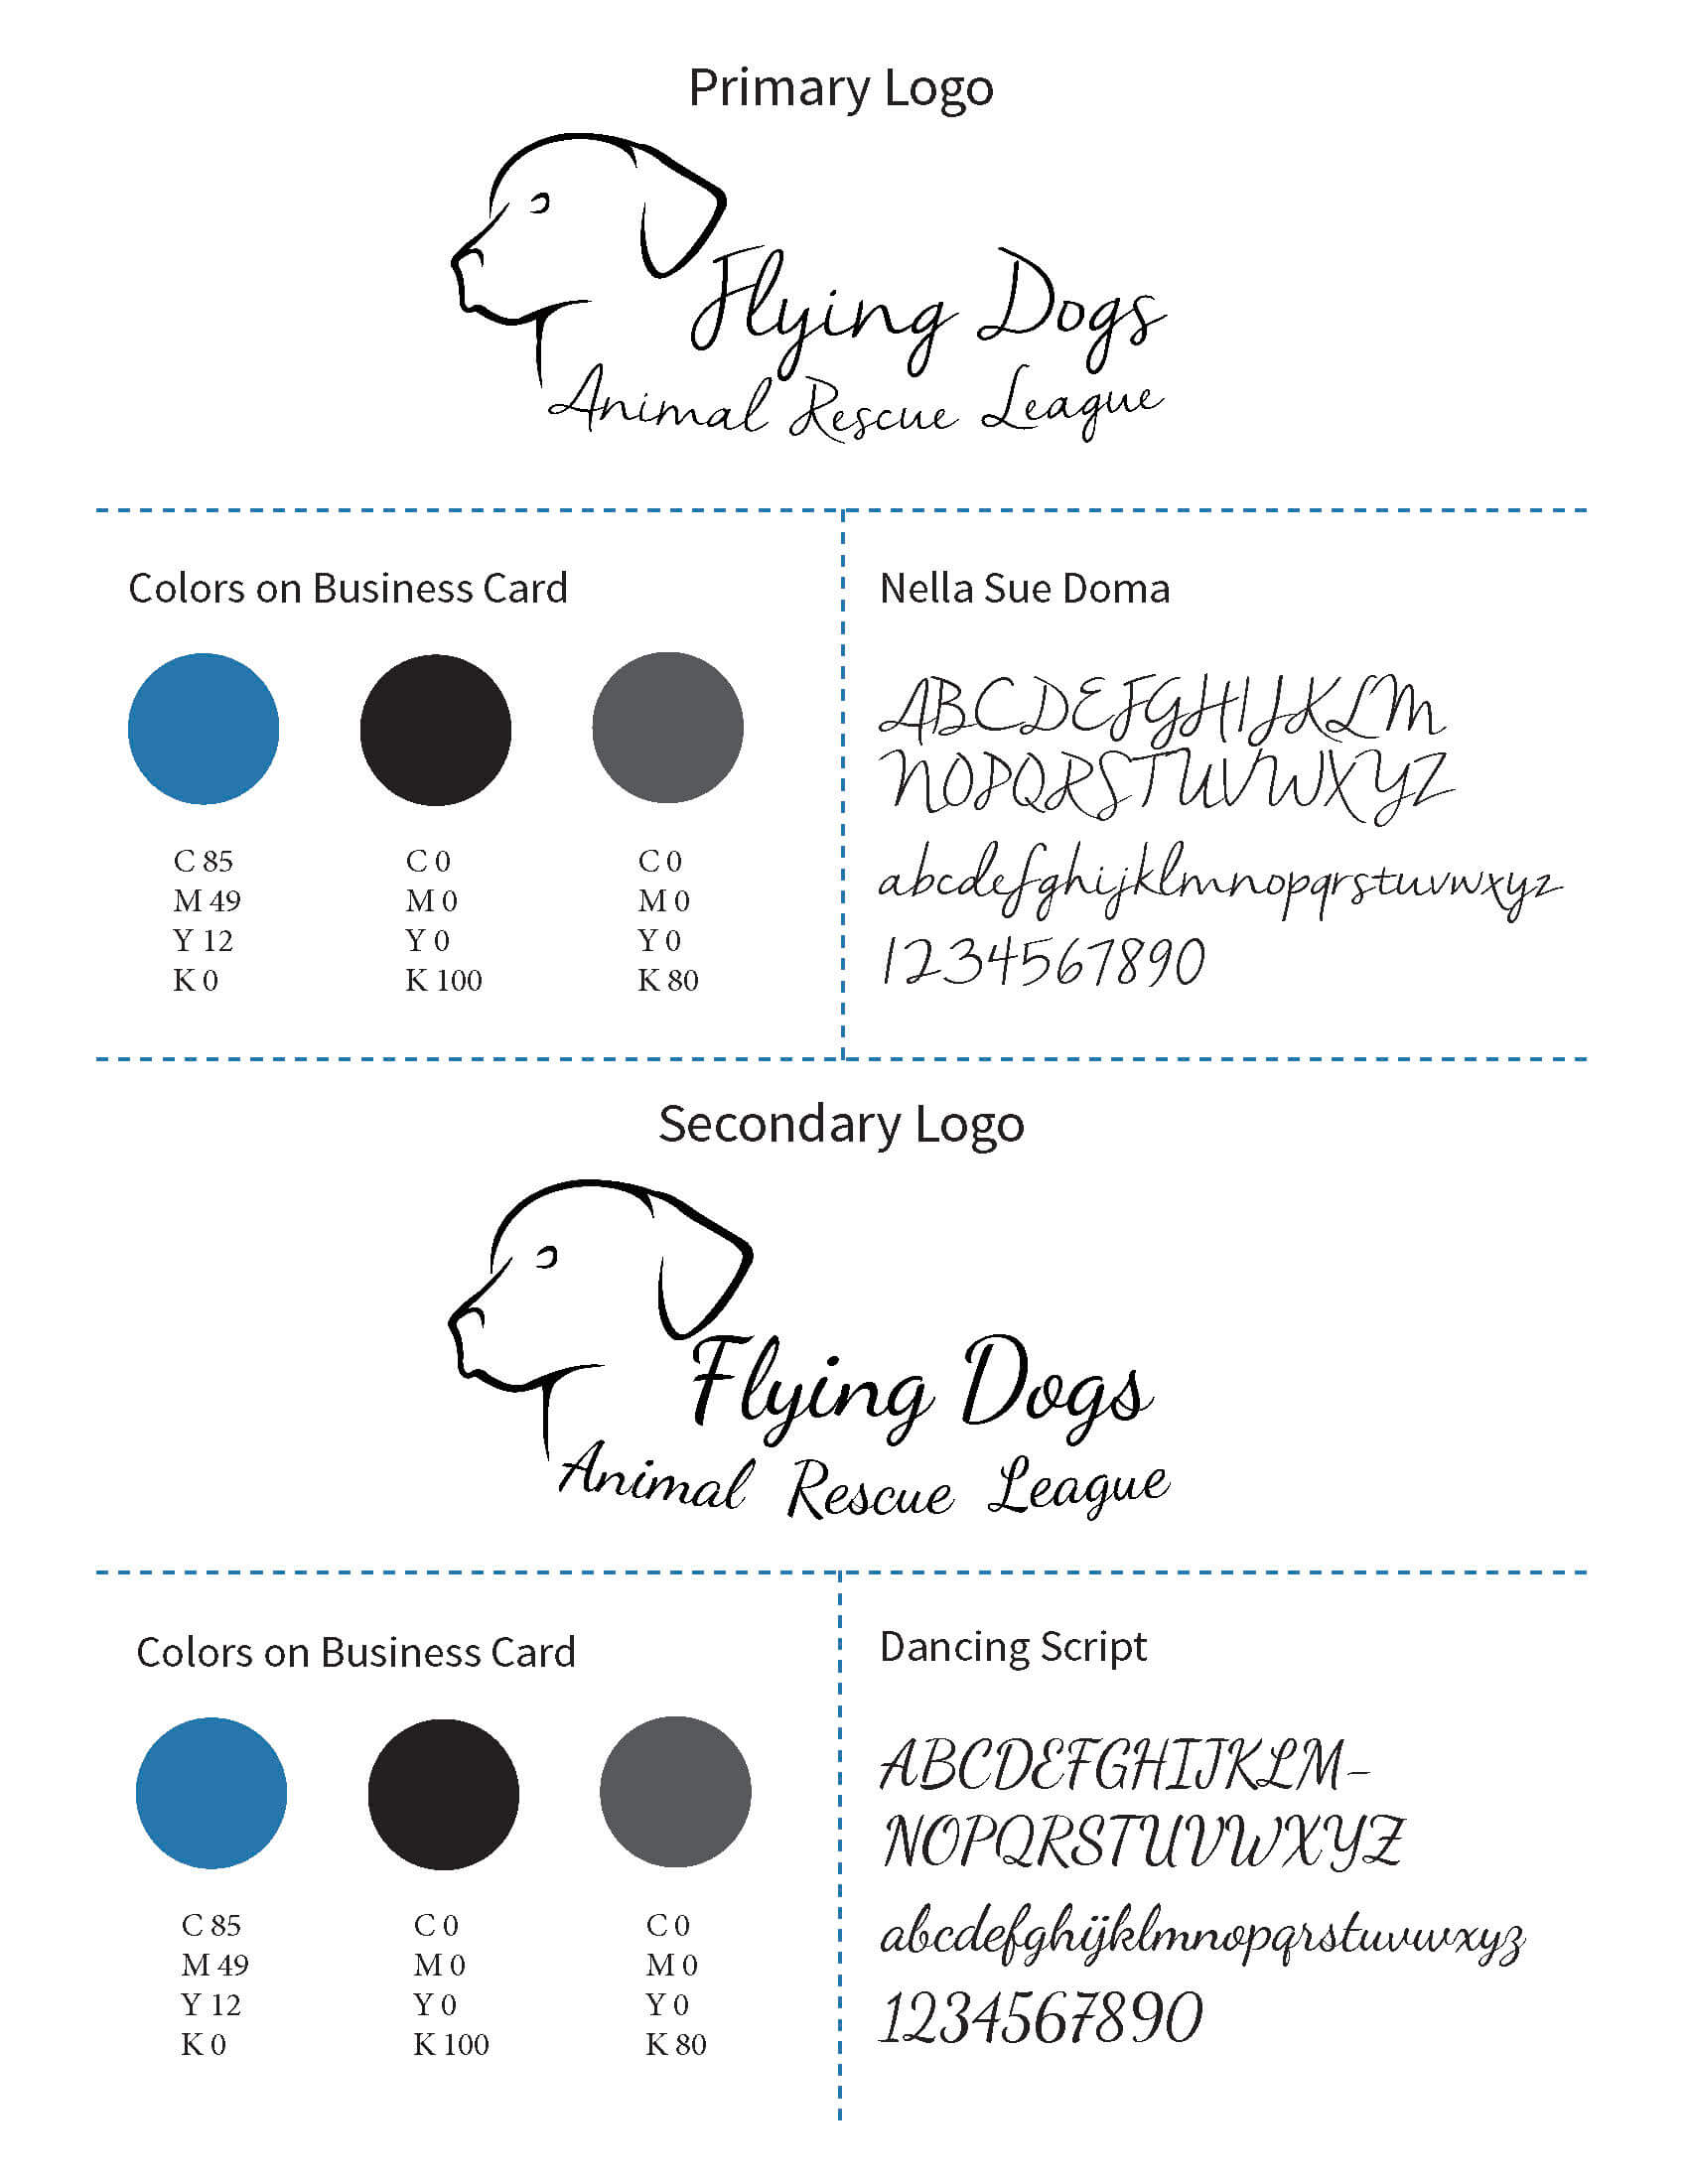 Primary Logo
Flying Dogs
Animal Rescue League
Colors on Business Card
C 85
M 49
Y 12
K 0
C 0
M 0
Y 0
K 100
C 0
M 0
Y 0
K 80
Nella Sue Doma
ABCDEFGHIJKLM
NOPQRSTUVWXYZ
abcdefghijklmnopqrstuvwxyz
1234567890
Secondary Logo
Flying Dogs
Animal Rescue League
Colors on Business Card
C 85
M 49
Y 12
K 0
C 0
M 0
Y 0
K 100
C 0
M 0
Y 0
K 80
Dancing Script
ABCDEFGHIJKLM-
NOPQRSTUVWXYZ
abcdefghijklmnopqrstuvwxyz
1234567890